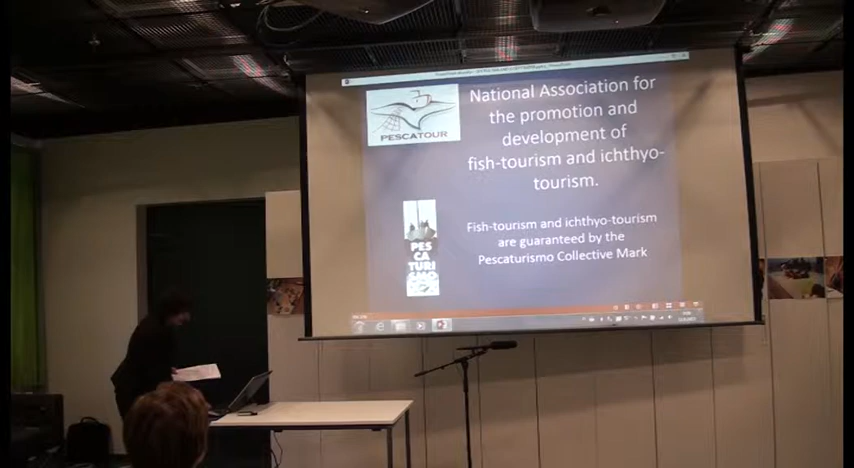 National Association for
the promotion and
development of
fish-tourism and ichthyo-
tourism.
PESCATOUR
Fish-tourism and ichthyo-tourism
are guaranteed by the
Pescaturismo Collective Mark
PES
CA
TURI
SMO